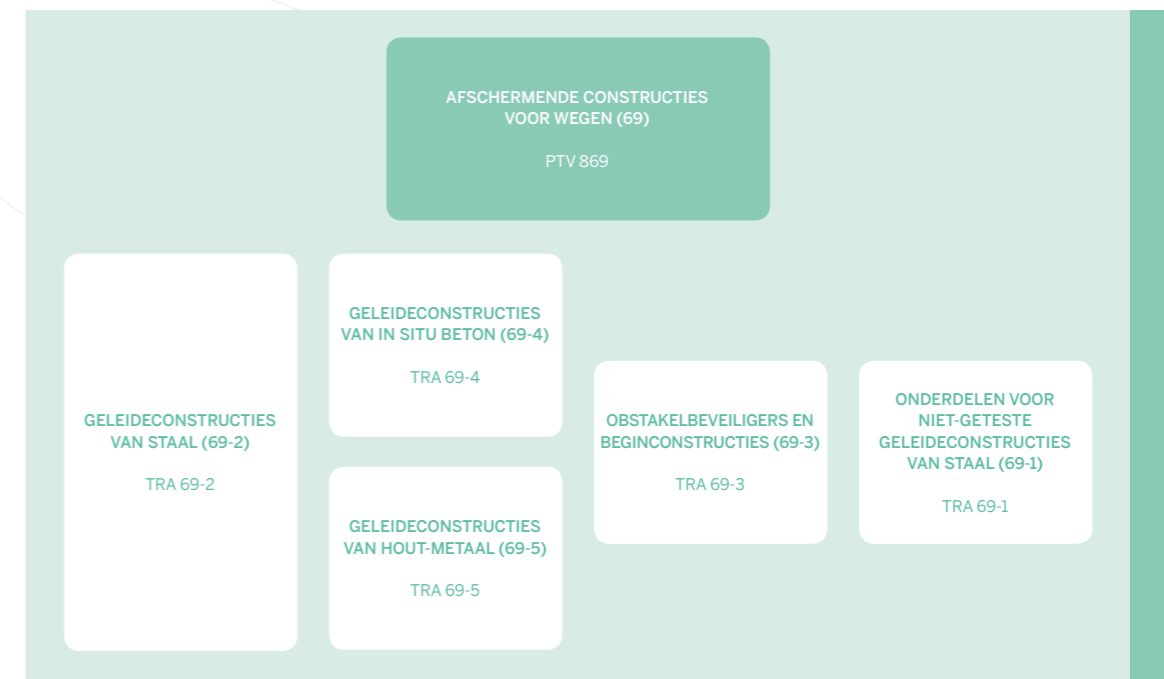 AFSCHERMENDE CONSTRUCTIES
VOOR WEGEN (69)
PTV 869
GELEIDECONSTRUCTIES
VAN STAAL (69-2)
TRA 69-2
GELEIDECONSTRUCTIES
VAN IN SITU BETON (69-4)
TRA 69-4
GELEIDECONSTRUCTIES
VAN HOUT-METAAL (69-5)
TRA 69-5
OBSTAKELBEVEILIGERS EN
BEGINCONSTRUCTIES (69-3)
TRA 69-3
ONDERDELEN VOOR
NIET-GETESTE
GELEIDECONSTRUCTIES
VAN STAAL (69-1)
TRA 69-1